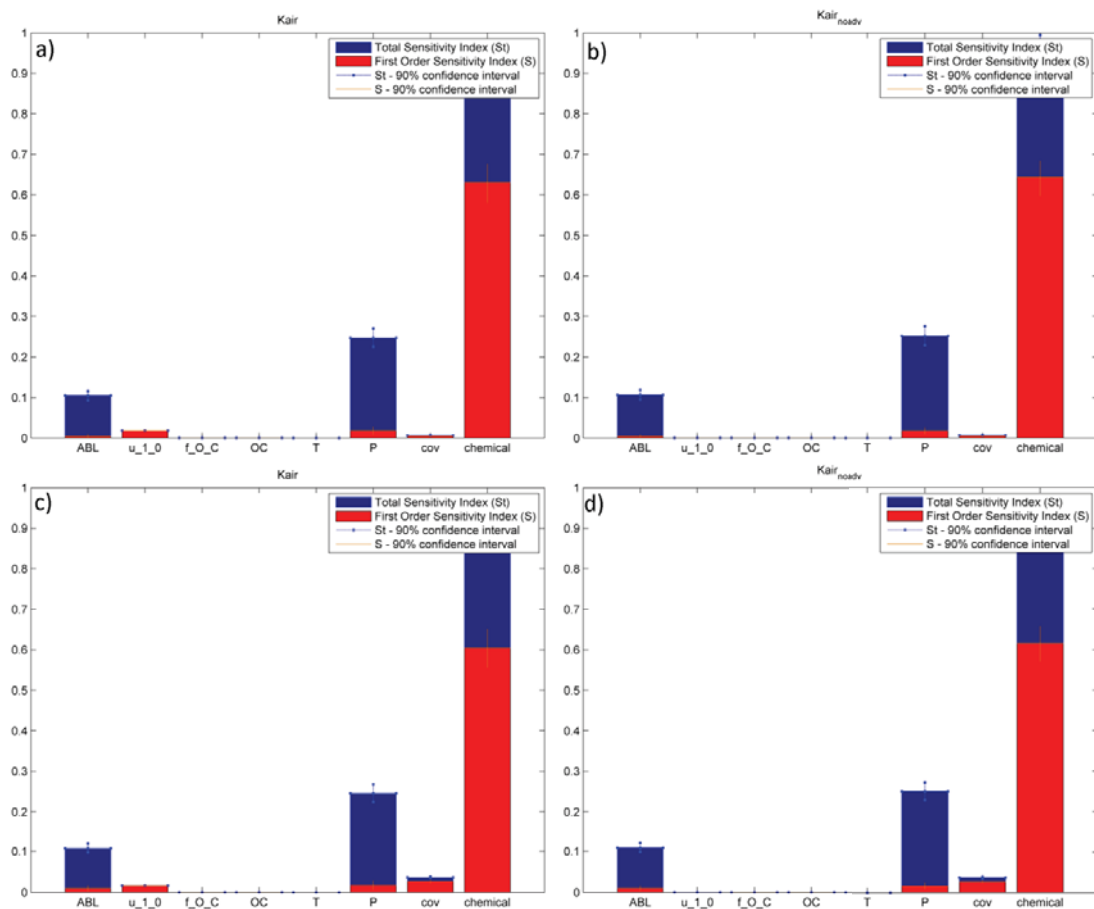 Kair
a)
Total Sensitivity Index (St)
First Order Sensitivity Index (S)
St - 90% confidence interval
S - 90% confidence interval
1
0.9
0.8
0.7
0.6
0.5
0.4
0.3
0.2
0.1
0
ABL u_1_0 f_O_C OC T P cov chemical
Kair noadv
b)
Total Sensitivity Index (St)
First Order Sensitivity Index (S)
St - 90% confidence interval
S - 90% confidence interval
1
0.9
0.8
0.7
0.6
0.5
0.4
0.3
0.2
0.1
0
ABL u_1_0 f_O_C OC T P cov chemical
Kair
c)
Total Sensitivity Index (St)
First Order Sensitivity Index (S)
St - 90% confidence interval
S - 90% confidence interval
1
0.9
0.8
0.7
0.6
0.5
0.4
0.3
0.2
0.1
0
ABL u_1_0 f_O_C OC T P cov chemical
Kair noadv
d)
Total Sensitivity Index (St)
First Order Sensitivity Index (S)
St - 90% confidence interval
S - 90% confidence interval
1
0.9
0.8
0.7
0.6
0.5
0.4
0.3
0.2
0.1
0
ABL u_1_0 f_O_C OC T P cov chemical